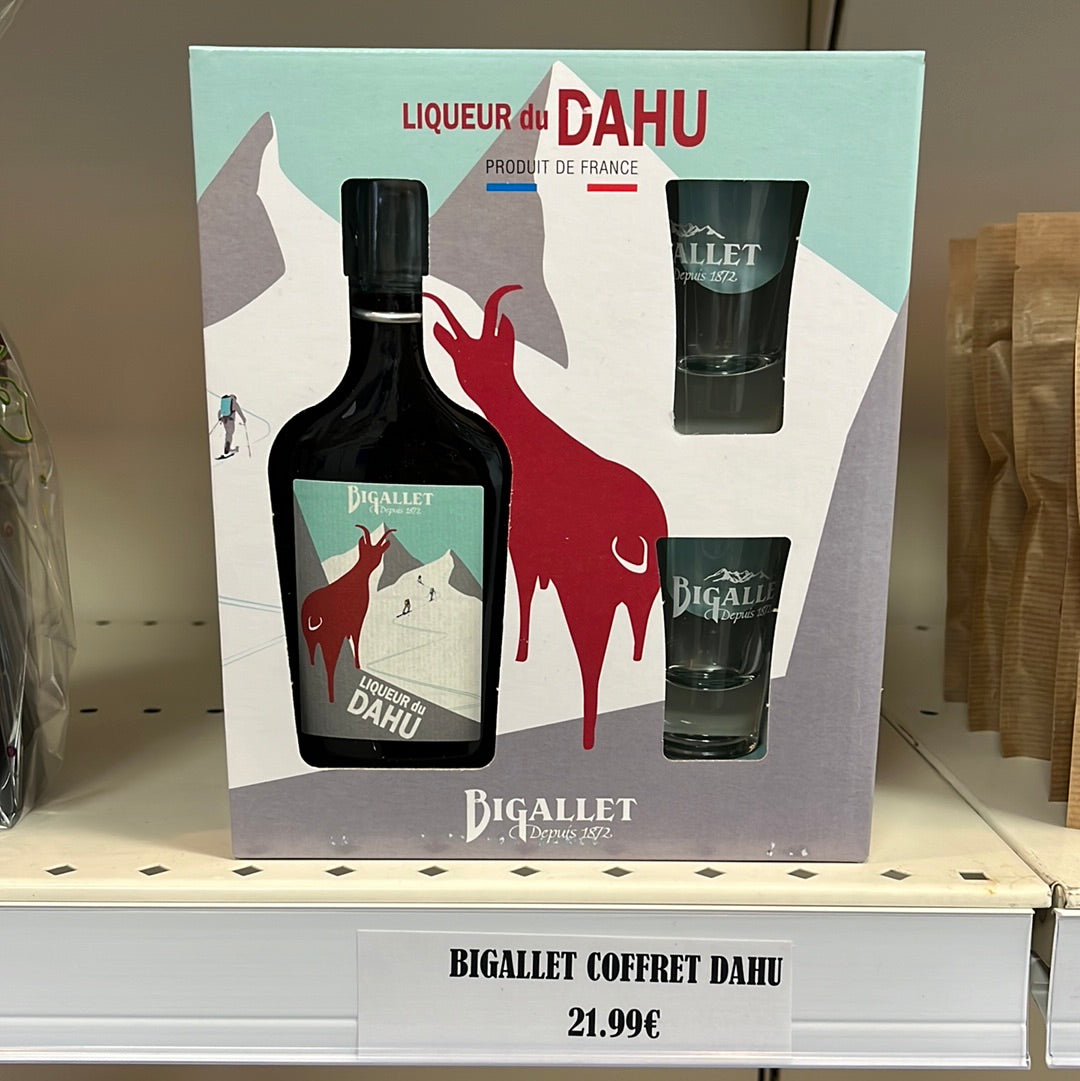 LIQUEUR du DAHU
PRODUIT DE FRANCE
ALLET
Depuis 1872
BIGALLET
Depuis 1872
LIQUEUR du
DAHU
BIGALLE
Depuis 1872
BIGALLET
Depuis 1872
BIGALLET COFFRET DAHU
21.99€